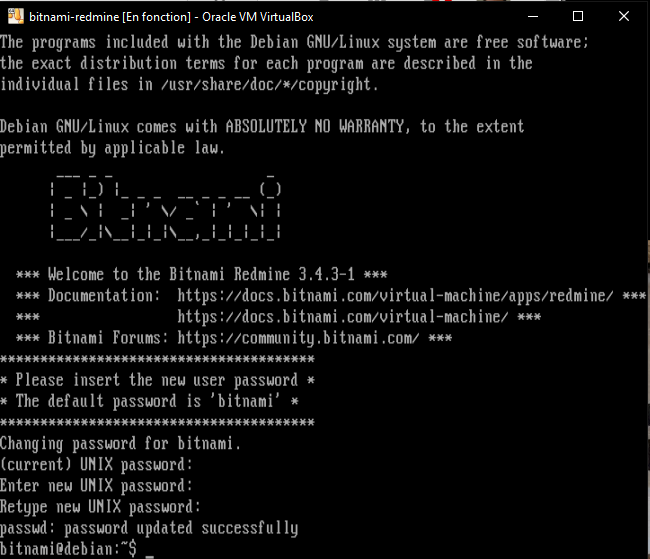 bitnami-redmine [En fonction] - Oracle VM VirtualBox
The programs included with the Debian GNU/Linux system are free software;
the exact distribution terms for each program are described in the
individual files in /usr/share/doc/*/copyright.
Debian GNU/Linux comes with ABSOLUTELY NO WARRANTY, to the extent
permitted by applicable law.
Bitnami
*** Welcome to the Bitnami Redmine 3.4.3-1 ***
*** Documentation:  https://docs.bitnami.com/virtual-machine/apps/redmine/ ***
***                 https://docs.bitnami.com/virtual-machine/ ***
*** Bitnami Forums: https://community.bitnami.com/ ***
***************************************
* Please insert the new user password *
* The default password is 'bitnami' *
***************************************
Changing password for bitnami.
(current) UNIX password:
Enter new UNIX password:
Retype new UNIX password:
passwd: password updated successfully
bitnami@debian:~$ _